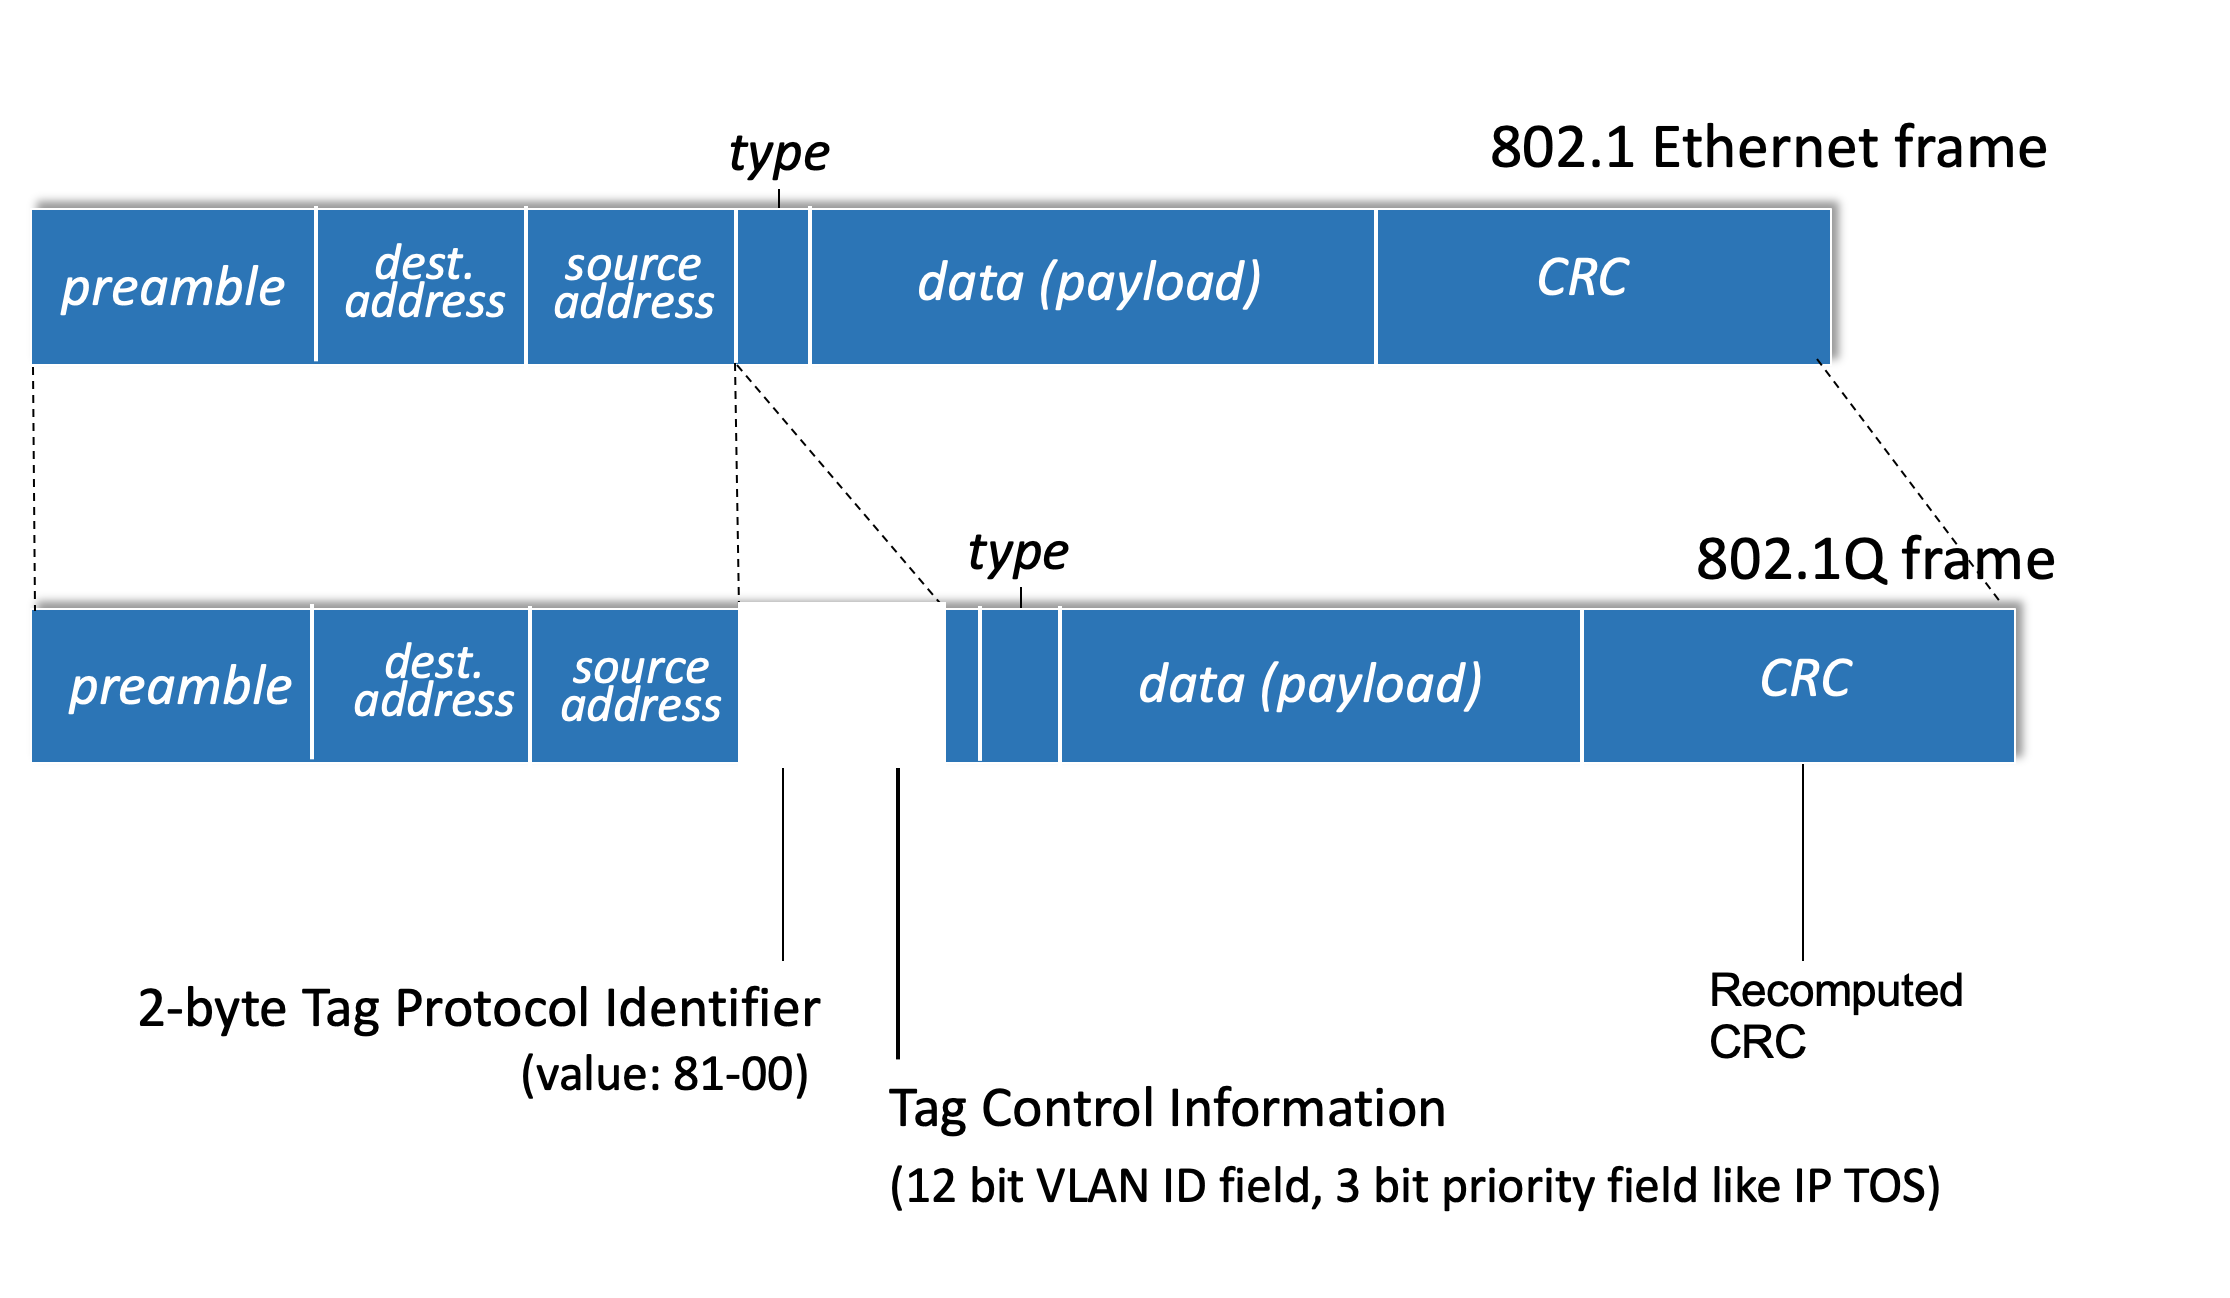 802.1 Ethernet frame
type
preamble
dest.
address
source
address
data (payload)
CRC
802.1Q frame
type
preamble
dest.
address
source
address
data (payload)
CRC
2-byte Tag Protocol Identifier
(value: 81-00)
Recomputed
CRC
Tag Control Information
(12 bit VLAN ID field, 3 bit priority field like IP TOS)